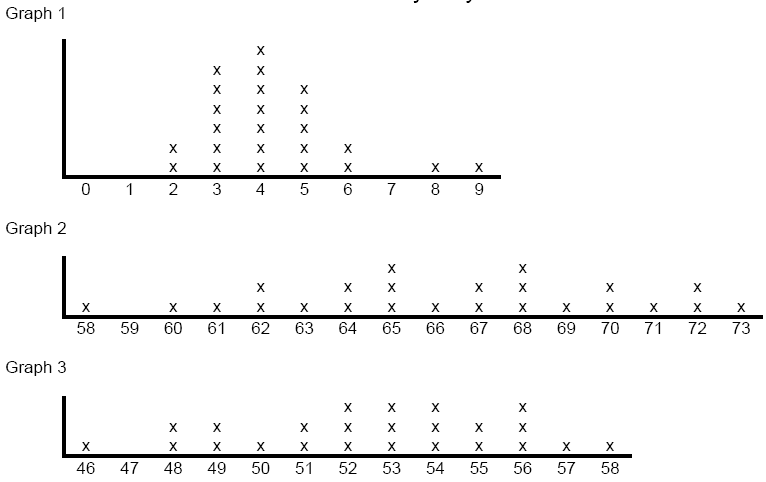 Graph 1
x
x x
x x x
x x x
x x x
x x x x x
x x x x x x x
0 1 2 3 4 5 6 7 8 9
Graph 2
x x
x x x x x x x
x x x x x x x x x x x x x x x
58 59 60 61 62 63 64 65 66 67 68 69 70 71 72 73
Graph 3
x x x x
x x x x x x x x
x x x x x x x x x x x x
46 47 48 49 50 51 52 53 54 55 56 57 58